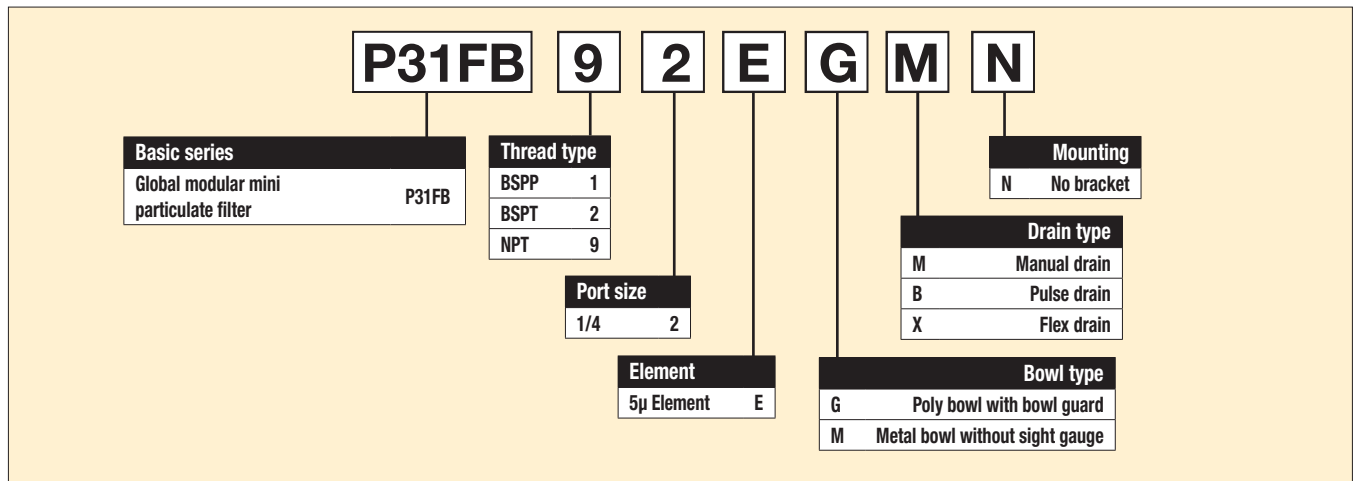 P31FB 9 2 E G M N
Basic series
Global modular mini
particulate filter P31FB
Thread type
BSPP 1
BSPT 2
NPT 9
Mounting
N No bracket
Drain type
M Manual drain
B Pulse drain
X Flex drain
Port size
1/4 2
Element
5µ Element E
Bowl type
G Poly bowl with bowl guard
M Metal bowl without sight gauge